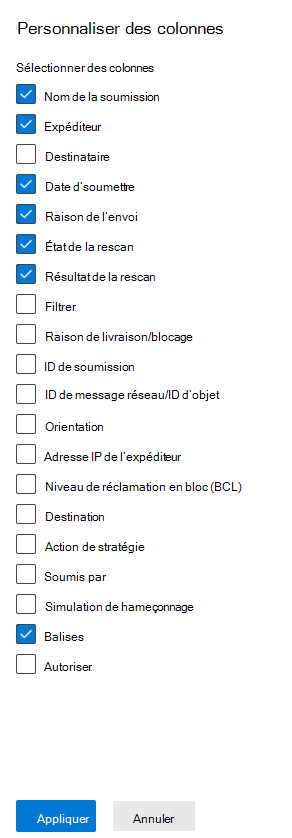 Personnaliser des colonnes
Sélectionner des colonnes
Nom de la soumission
Expéditeur
Destinataire
Date d'soumettre
Raison de l'envoi
État de la rescan
Résultat de la rescan
Filtrer
Raison de livraison/blocage
ID de soumission
ID de message réseau/ID d'objet
Orientation
Adresse IP de l'expéditeur
Niveau de réclamation en bloc (BCL)
Destination
Action de stratégie
Soumis par
Simulation de hameçonnage
Balises
Autoriser
Appliquer Annuler